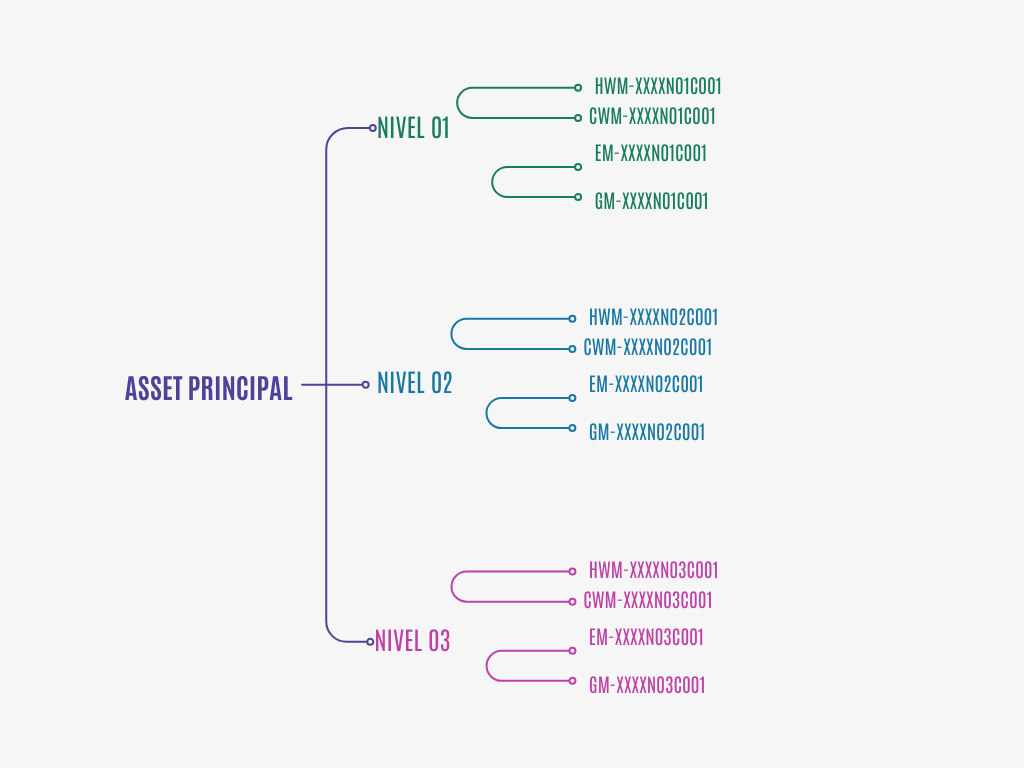 ASSET PRINCIPAL
NIVEL 01
HWM-XXXXN01C001
CWM-XXXXN01C001
EM-XXXXN01C001
GM-XXXXN01C001
NIVEL 02
HWM-XXXXN02C001
CWM-XXXXN02C001
EM-XXXXN02C001
GM-XXXXN02C001
NIVEL 03
HWM-XXXXN03C001
CWM-XXXXN03C001
EM-XXXXN03C001
GM-XXXXN03C001